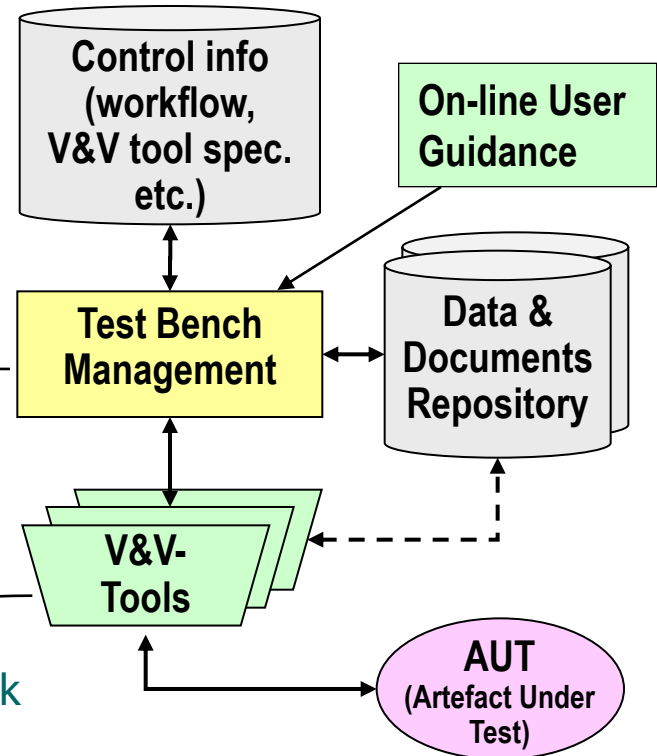 Control info
(workflow,
V&V tool spec.
etc.)
On-line User
Guidance
Test Bench
Management
Data &
Documents
Repository
V&V-
Tools
k
AUT
(Artefact Under
Test)